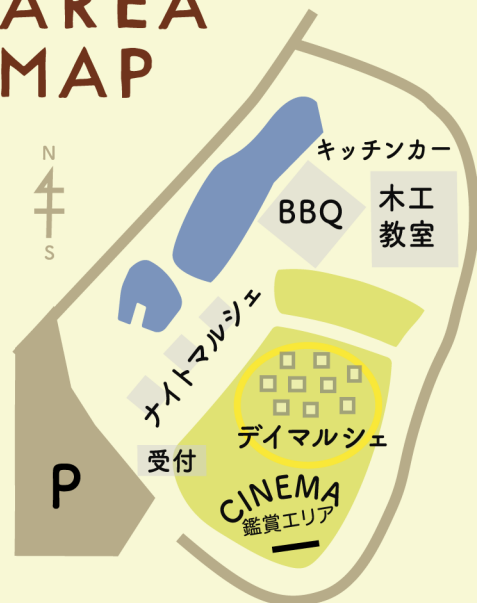 AREA
MAP
N
S
キッチンカー
BBQ
木工
教室
ナイトマルシェ
デイマルシェ
受付
P
CINEMA
鑑賞エリア